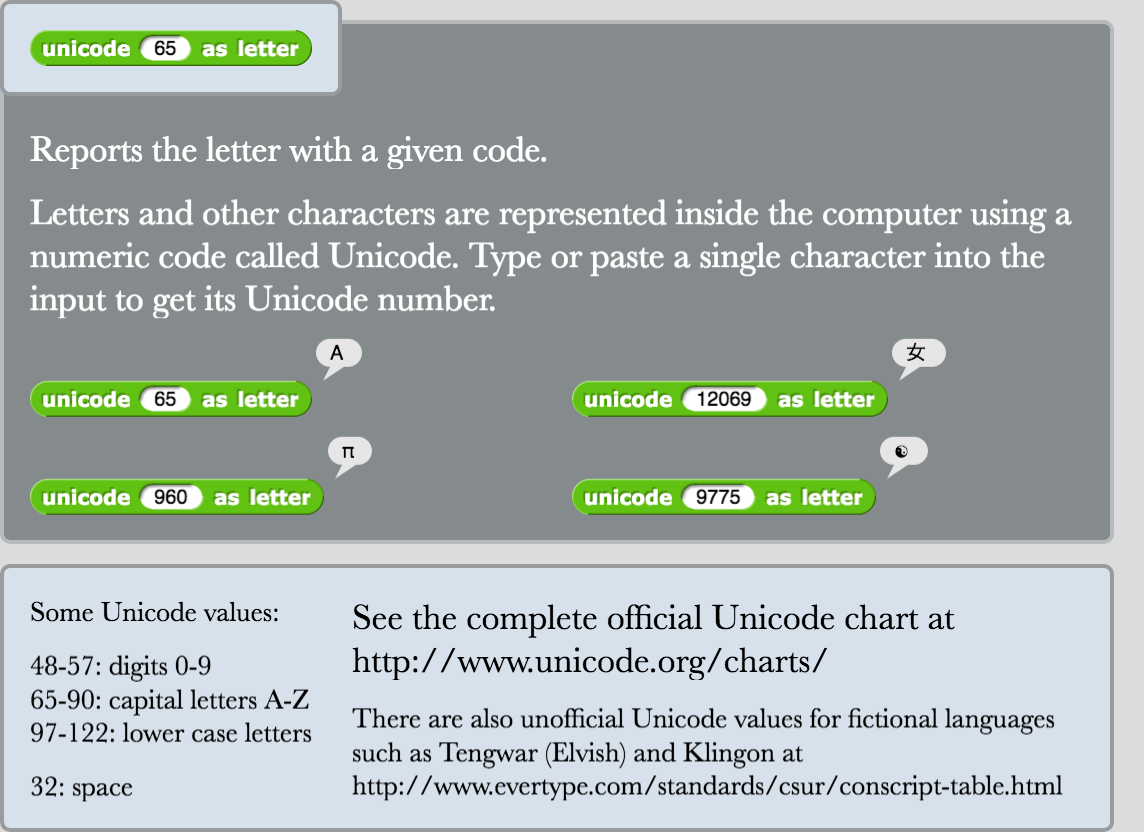 unicode 65 as letter
Reports the letter with a given code.
Letters and other characters are represented inside the computer using a
numeric code called Unicode. Type or paste a single character into the
input to get its Unicode number.
A
unicode 65 as letter
女
unicode 12069 as letter
π
unicode 960 as letter
☯
unicode 9775 as letter
Some Unicode values:
48-57: digits 0-9
65-90: capital letters A-Z
97-122: lower case letters
32: space
See the complete official Unicode chart at
http://www.unicode.org/charts/
There are also unofficial Unicode values for fictional languages
such as Tengwar (Elvish) and Klingon at
http://www.evertype.com/standards/csur/conscript-table.html